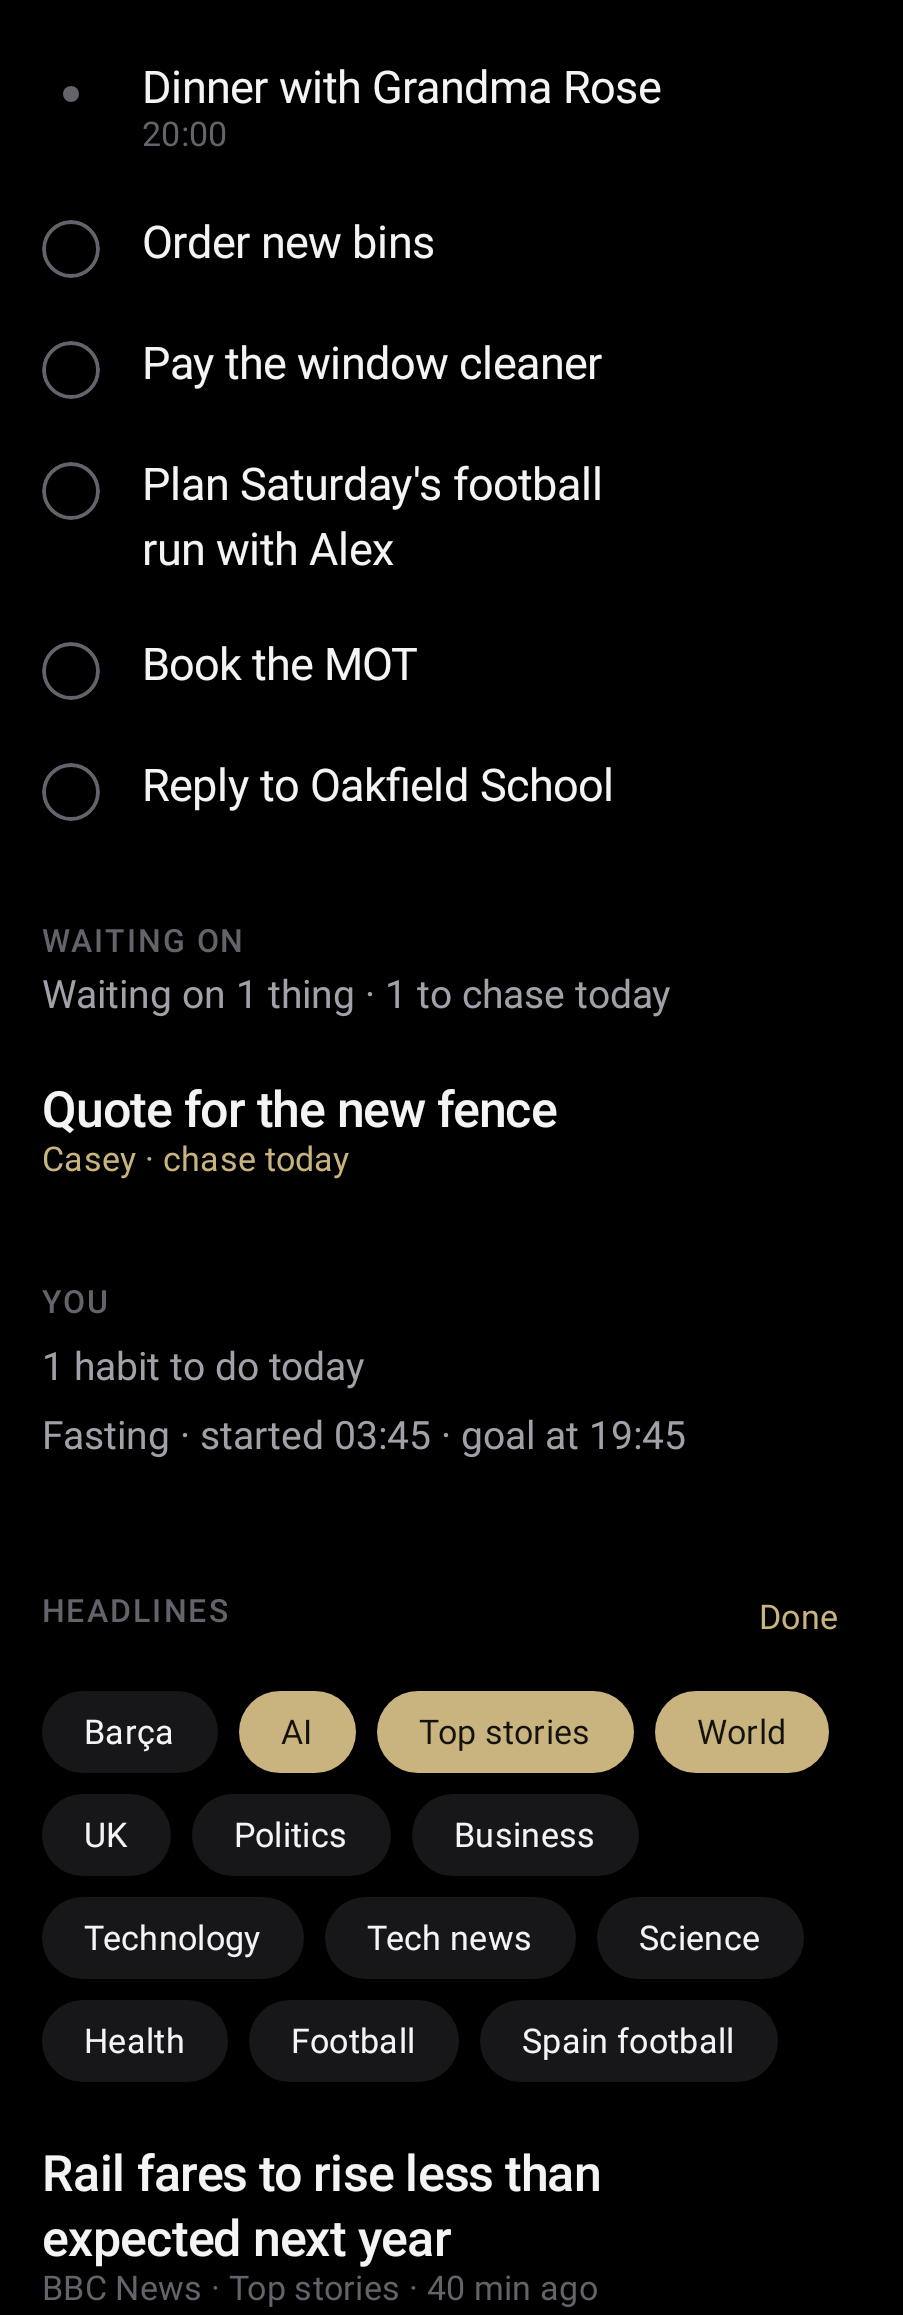 Dinner with Grandma Rose
20:00
Order new bins
Pay the window cleaner
Plan Saturday's football
run with Alex
Book the MOT
Reply to Oakfield School
WAITING ON
Waiting on 1 thing · 1 to chase today
Quote for the new fence
Casey · chase today
YOU
1 habit to do today
Fasting · started 03:45 · goal at 19:45
HEADLINES
Done
Barça AI Top stories World
UK Politics Business
Technology Tech news Science
Health Football Spain football
Rail fares to rise less than
expected next year
BBC News · Top stories · 40 min ago